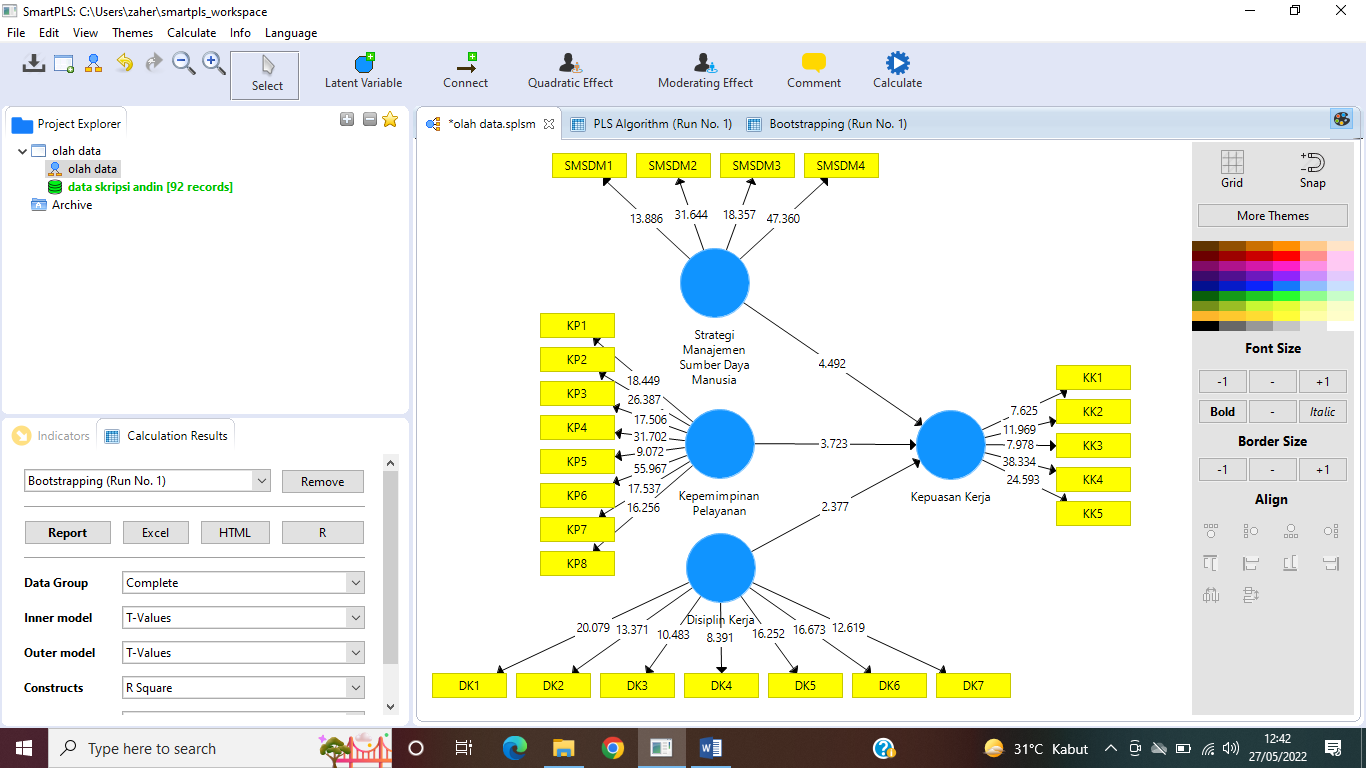 SmartPLS: C:\Users\zaher\smartpls_workspace
File Edit View Themes Calculate Info Language
Select
Latent Variable
Connect
Quadratic Effect
Moderating Effect
Comment
Calculate
Project Explorer
olah data
olah data
data skripsi andin [92 records]
Archive
Indicators
Calculation Results
Bootstrapping (Run No. 1)
Remove
Report
Excel
HTML
R
Data Group
Complete
Inner model
T-Values
Outer model
T-Values
Constructs
R Square
*olah data.splsm
PLS Algorithm (Run No. 1)
Bootstrapping (Run No. 1)
SMSDM1
SMSDM2
SMSDM3
SMSDM4
13.886
31.644
18.357
47.360
Strategi
Manajemen
Sumber Daya
Manusia
KP1
KP2
KP3
KP4
KP5
KP6
KP7
KP8
18.449
26.387
17.506
31.702
9.072
55.967
17.537
16.256
Kepemimpinan
Pelayanan
4.492
3.723
2.377
Kepuasan Kerja
7.625
11.969
7.978
38.334
24.593
KK1
KK2
KK3
KK4
KK5
Disiplin Kerja
20.079
13.371
10.483
8.391
16.252
16.673
12.619
DK1
DK2
DK3
DK4
DK5
DK6
DK7
Grid
Snap
More Themes
Font Size
-1
-
+1
Bold
-
Italic
Border Size
-1
-
+1
Align
Type here to search
31°C Kabut
12:42
27/05/2022